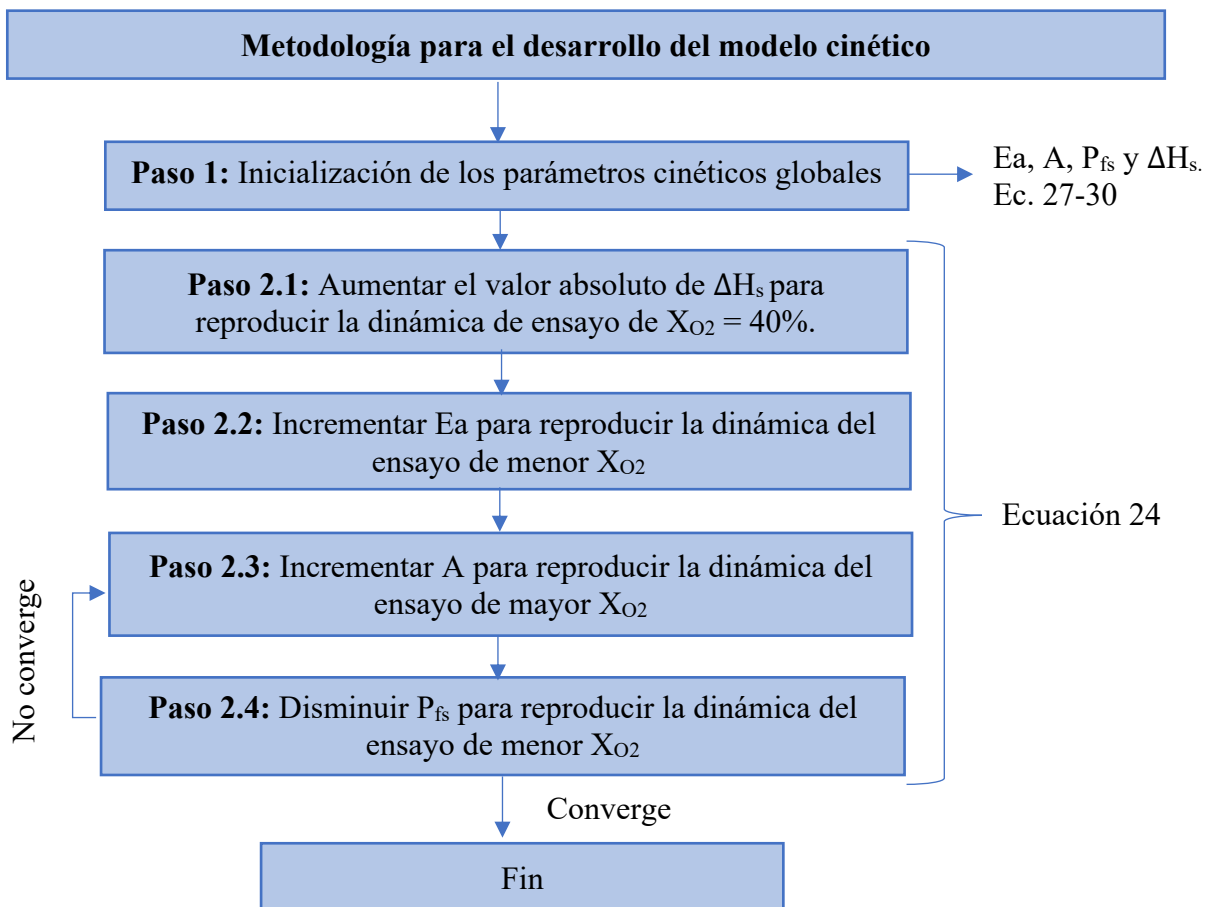 Metodología para el desarrollo del modelo cinético
Paso 1: Inicialización de los parámetros cinéticos globales
Ea, A, Pfs y ΔHs.
Ec. 27-30
Paso 2.1: Aumentar el valor absoluto de ΔHs para
reproducir la dinámica de ensayo de XO2 = 40%.
Paso 2.2: Incrementar Ea para reproducir la dinámica del
ensayo de menor XO2
Ecuación 24
Paso 2.3: Incrementar A para reproducir la dinámica del
ensayo de mayor XO2
No converge
Paso 2.4: Disminuir Pfs para reproducir la dinámica del
ensayo de menor XO2
Converge
Fin